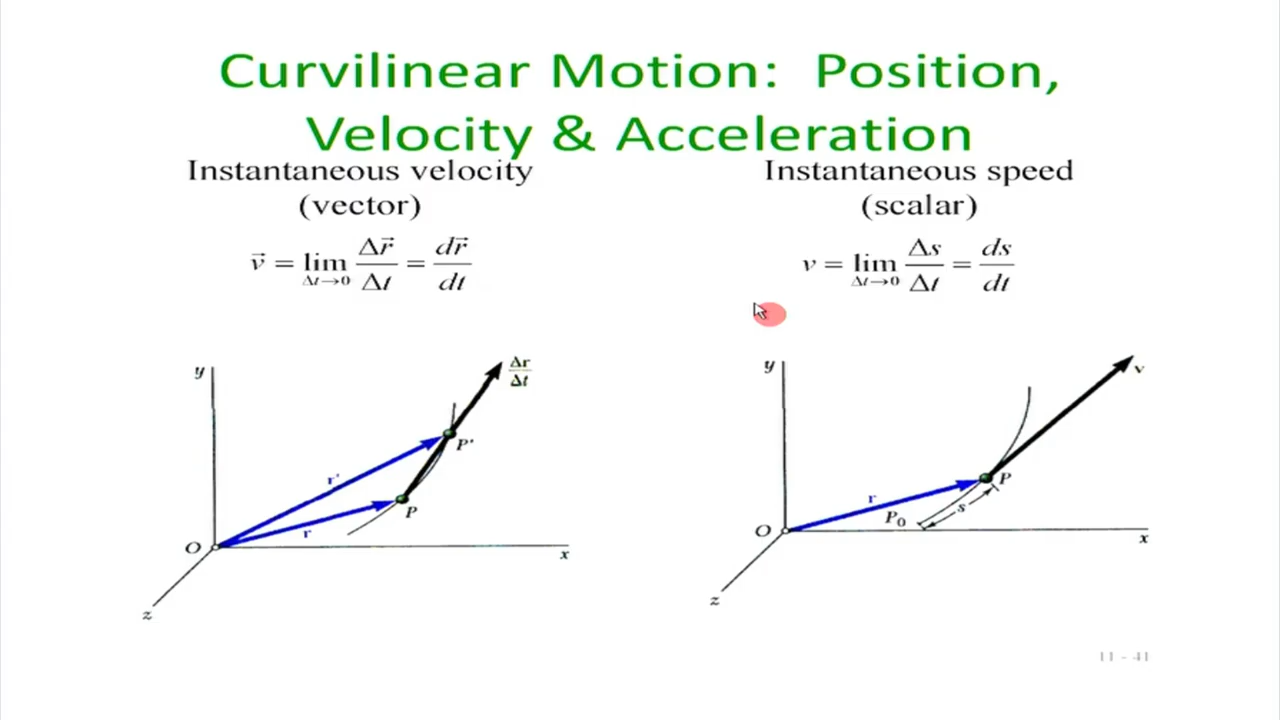 Curvilinear Motion: Position,
Velocity & Acceleration
Instantaneous velocity
(vector)
v⃗ = lim Δt→0 Δr⃗/Δt = dr⃗/dt
Instantaneous speed
(scalar)
v = lim Δt→0 Δs/Δt = ds/dt
y
Δr
Δt
P'
r'
P
r
O
x
z
y
v
P
r
P0
s
O
x
z
11 - 41